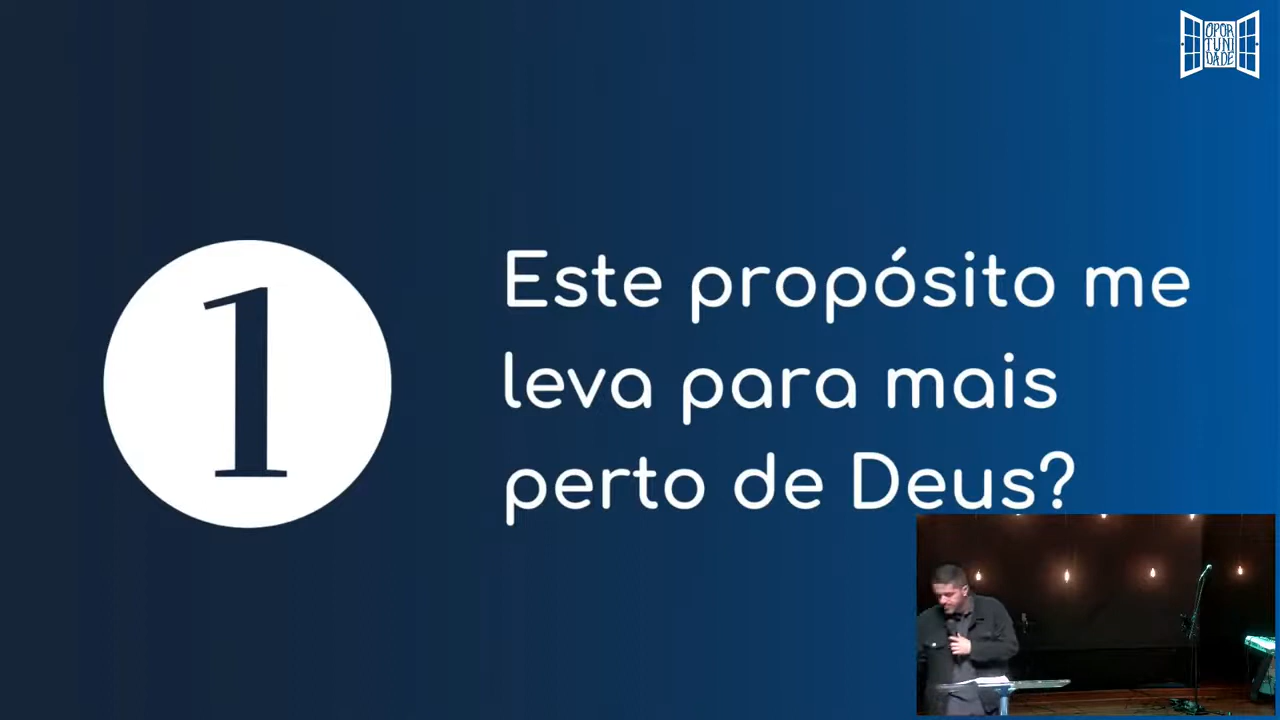 OPOR
TUNI
DADE
1
Este propósito me
leva para mais
perto de Deus?